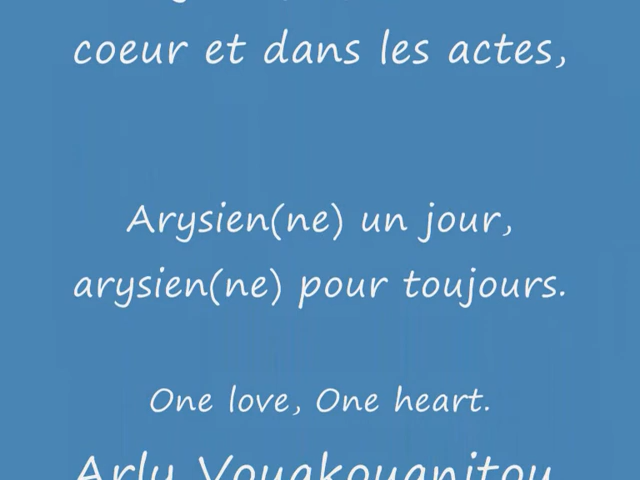 coeur et dans les actes,
Arysien(ne) un jour,
arysien(ne) pour toujours.
One love, One heart.
Arly Vouakouanitou